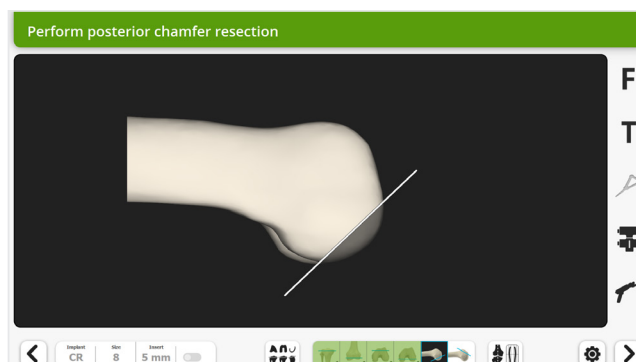 Perform posterior chamfer resection
F
T
Implant Size Insert
CR 8 5 mm